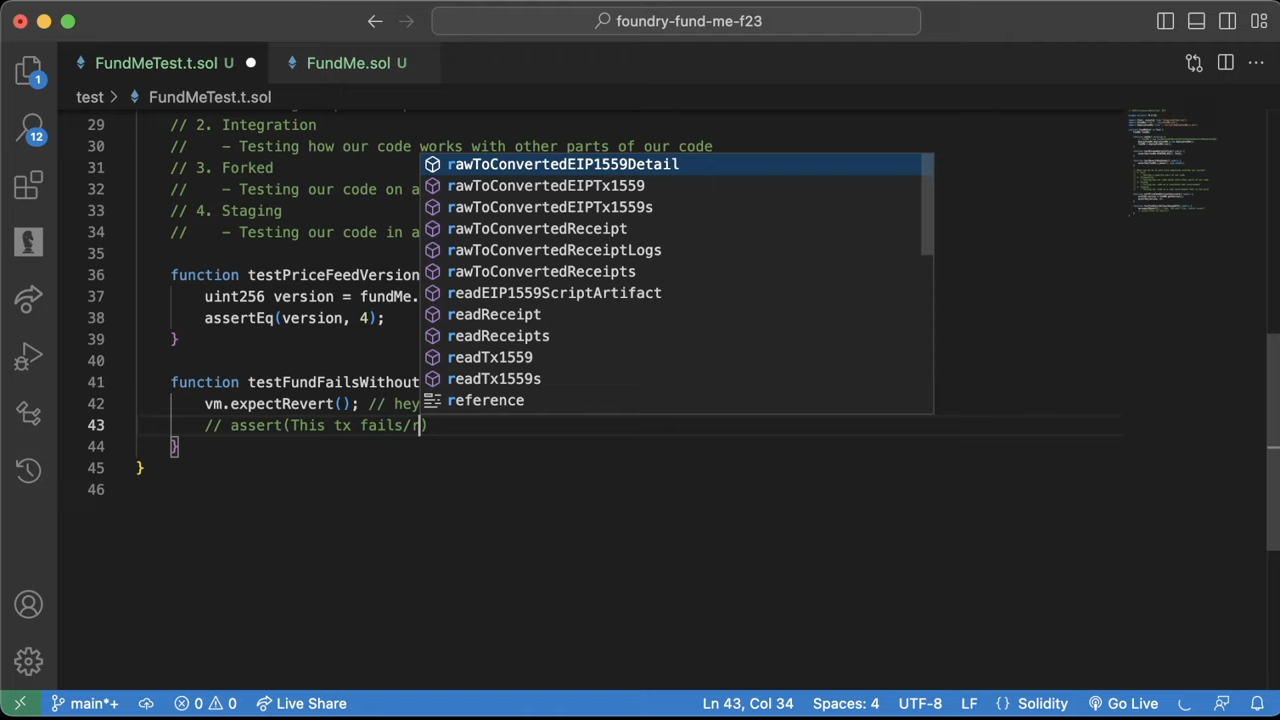 foundry-fund-me-f23
FundMeTest.t.sol U
FundMe.sol U
test > FundMeTest.t.sol
29 // 2. Integration
30 // - Testing how our code works with other parts of our code
31 // 3. Forked
32 // - Testing our code on a
33 // 4. Staging
34 // - Testing our code in a
35
36 function testPriceFeedVersion
37 uint256 version = fundMe.
38 assertEq(version, 4);
39 }
40
41 function testFundFailsWithout
42 vm.expectRevert(); // hey
43 // assert(This tx fails/r)
44 }
45 }
46
rawToConvertedEIP1559Detail
rawToConvertedEIPTx1559
rawToConvertedEIPTx1559s
rawToConvertedReceipt
rawToConvertedReceiptLogs
rawToConvertedReceipts
readEIP1559ScriptArtifact
readReceipt
readReceipts
readTx1559
readTx1559s
reference
1
12
main*+ 0 0 Live Share Ln 43, Col 34 Spaces: 4 UTF-8 LF { } Solidity Go Live